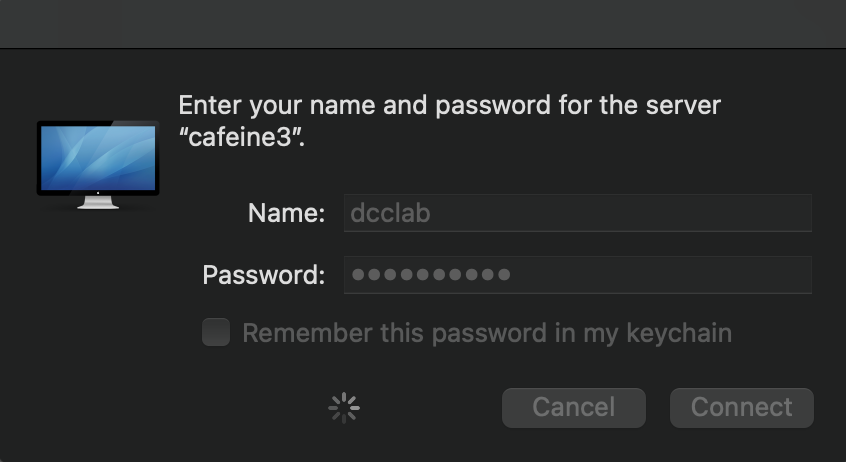 Enter your name and password for the server
“cafeine3”.
Name: dcclab
Password: ●●●●●●●●●●
Remember this password in my keychain
Cancel Connect